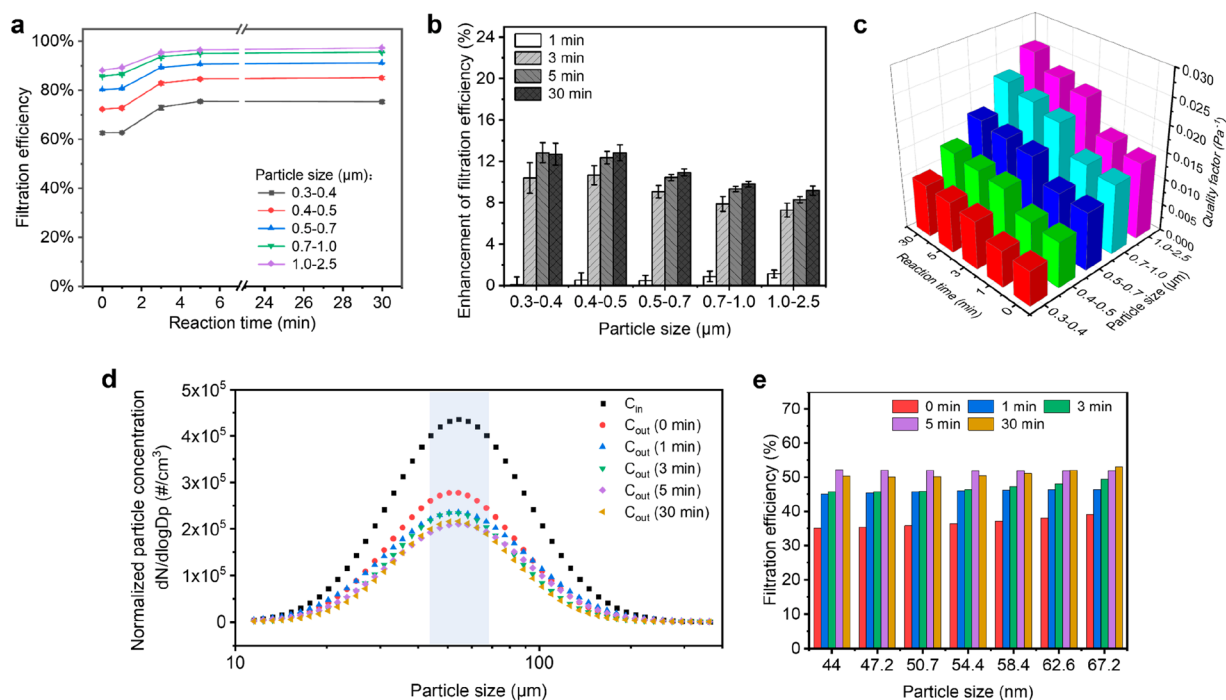 a
100%
80%
60%
40%
20%
0%
Filtration efficiency
Particle size (μm):
0.3-0.4
0.4-0.5
0.5-0.7
0.7-1.0
1.0-2.5
0 2 4 6 24 26 28 30
Reaction time (min)
b
Enhancement of filtration efficiency (%)
24
20
16
12
8
4
0
1 min
3 min
5 min
30 min
0.3-0.4 0.4-0.5 0.5-0.7 0.7-1.0 1.0-2.5
Particle size (μm)
c
0.030
0.025
0.020
0.015
0.010
0.005
0.000
Quality factor (Pa⁻¹)
30 5 3 1 0
Reaction time (min)
0.3-0.4
0.4-0.5
0.5-0.7
0.7-1.0
1.0-2.5
Particle size (μm)
d
Normalized particle concentration
dN/dlogDp (#/cm³)
5x10⁵
4x10⁵
3x10⁵
2x10⁵
1x10⁵
0
Cin
Cout (0 min)
Cout (1 min)
Cout (3 min)
Cout (5 min)
Cout (30 min)
10 100
Particle size (μm)
e
Filtration efficiency (%)
70
60
50
40
30
20
10
0
0 min 1 min 3 min
5 min 30 min
44 47.2 50.7 54.4 58.4 62.6 67.2
Particle size (nm)